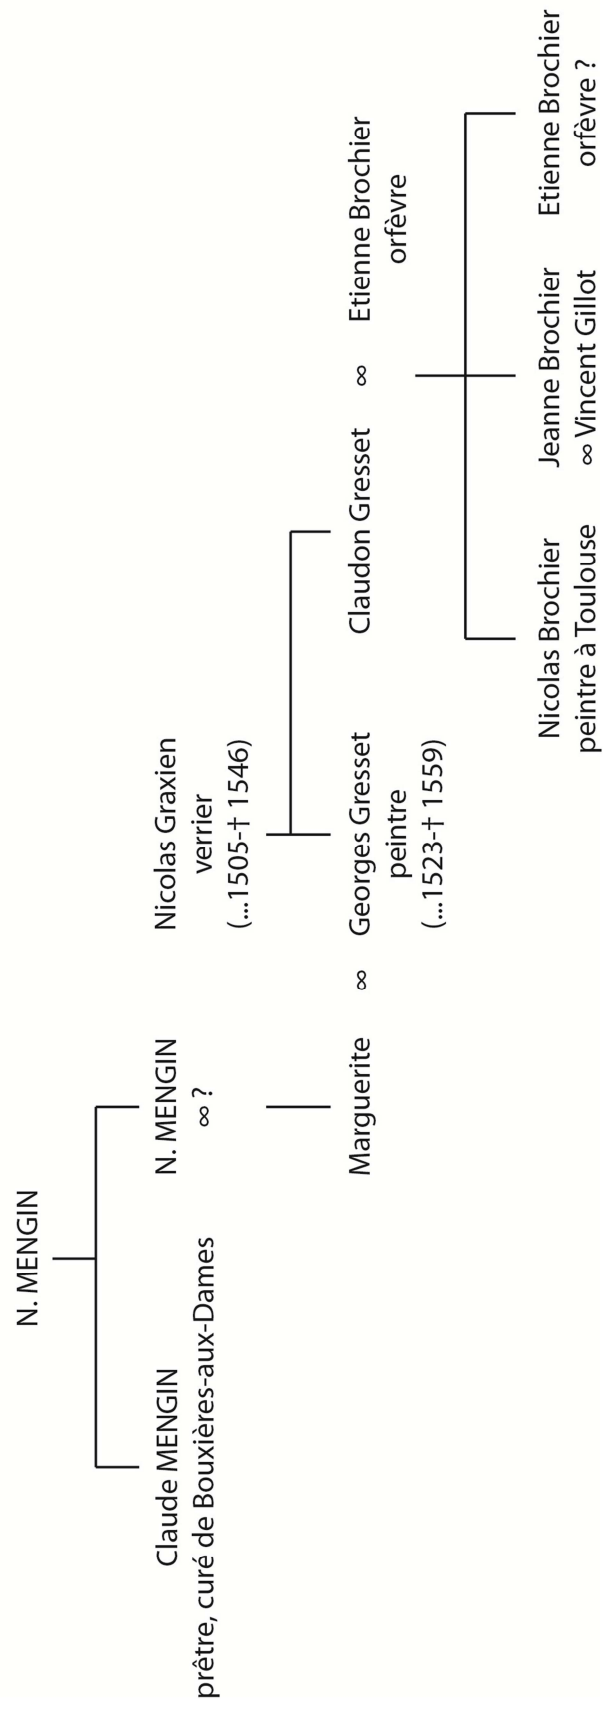 N. MENGIN
Claude MENGIN
prêtre, curé de Bouxières-aux-Dames
N. MENGIN
∞ ?
Nicolas Graxien
verrier
(...1505-† 1546)
Marguerite
∞
Georges Gresset
peintre
(...1523-† 1559)
Claudon Gresset
∞
Etienne Brochier
orfèvre
Nicolas Brochier
peintre à Toulouse
Jeanne Brochier
∞ Vincent Gillot
Etienne Brochier
orfèvre ?